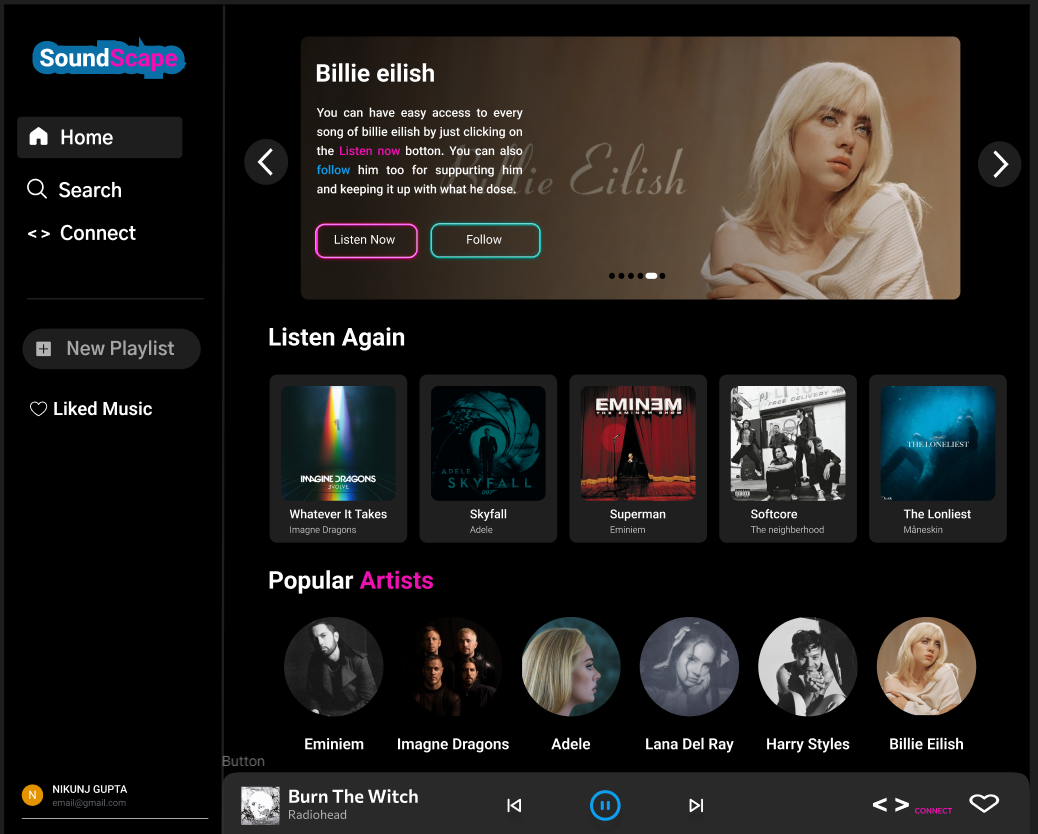 SoundScape
Home
Search
< > Connect
New Playlist
Liked Music
N
NIKUNJ GUPTA
email@gmail.com
Billie eilish
You can have easy access to every
song of billie eilish by just clicking on
the Listen now botton. You can also
follow him too for suppurting him
and keeping it up with what he dose.
Billie Eilish
Listen Now
Follow
Listen Again
IMAGINE DRAGONS
EVOLVE
Whatever It Takes
Imagne Dragons
ADELE
SKYFALL
007
Skyfall
Adele
EMINEM
THE EMINEM SHOW
Superman
Eminiem
FREE DELIVERY
Softcore
The neighberhood
THE LONELIEST
The Lonliest
Måneskin
Popular Artists
Eminiem
Imagne Dragons
Adele
Lana Del Ray
Harry Styles
Billie Eilish
Button
Burn The Witch
Radiohead
< > CONNECT